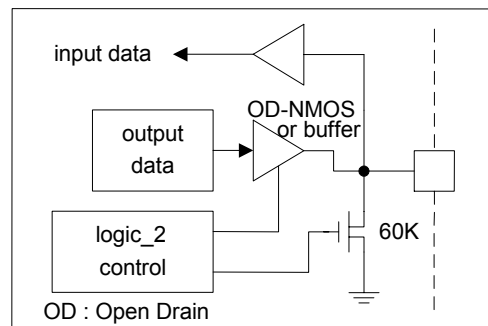 input data
OD-NMOS
or buffer
output
data
logic_2
control
60K
OD : Open Drain